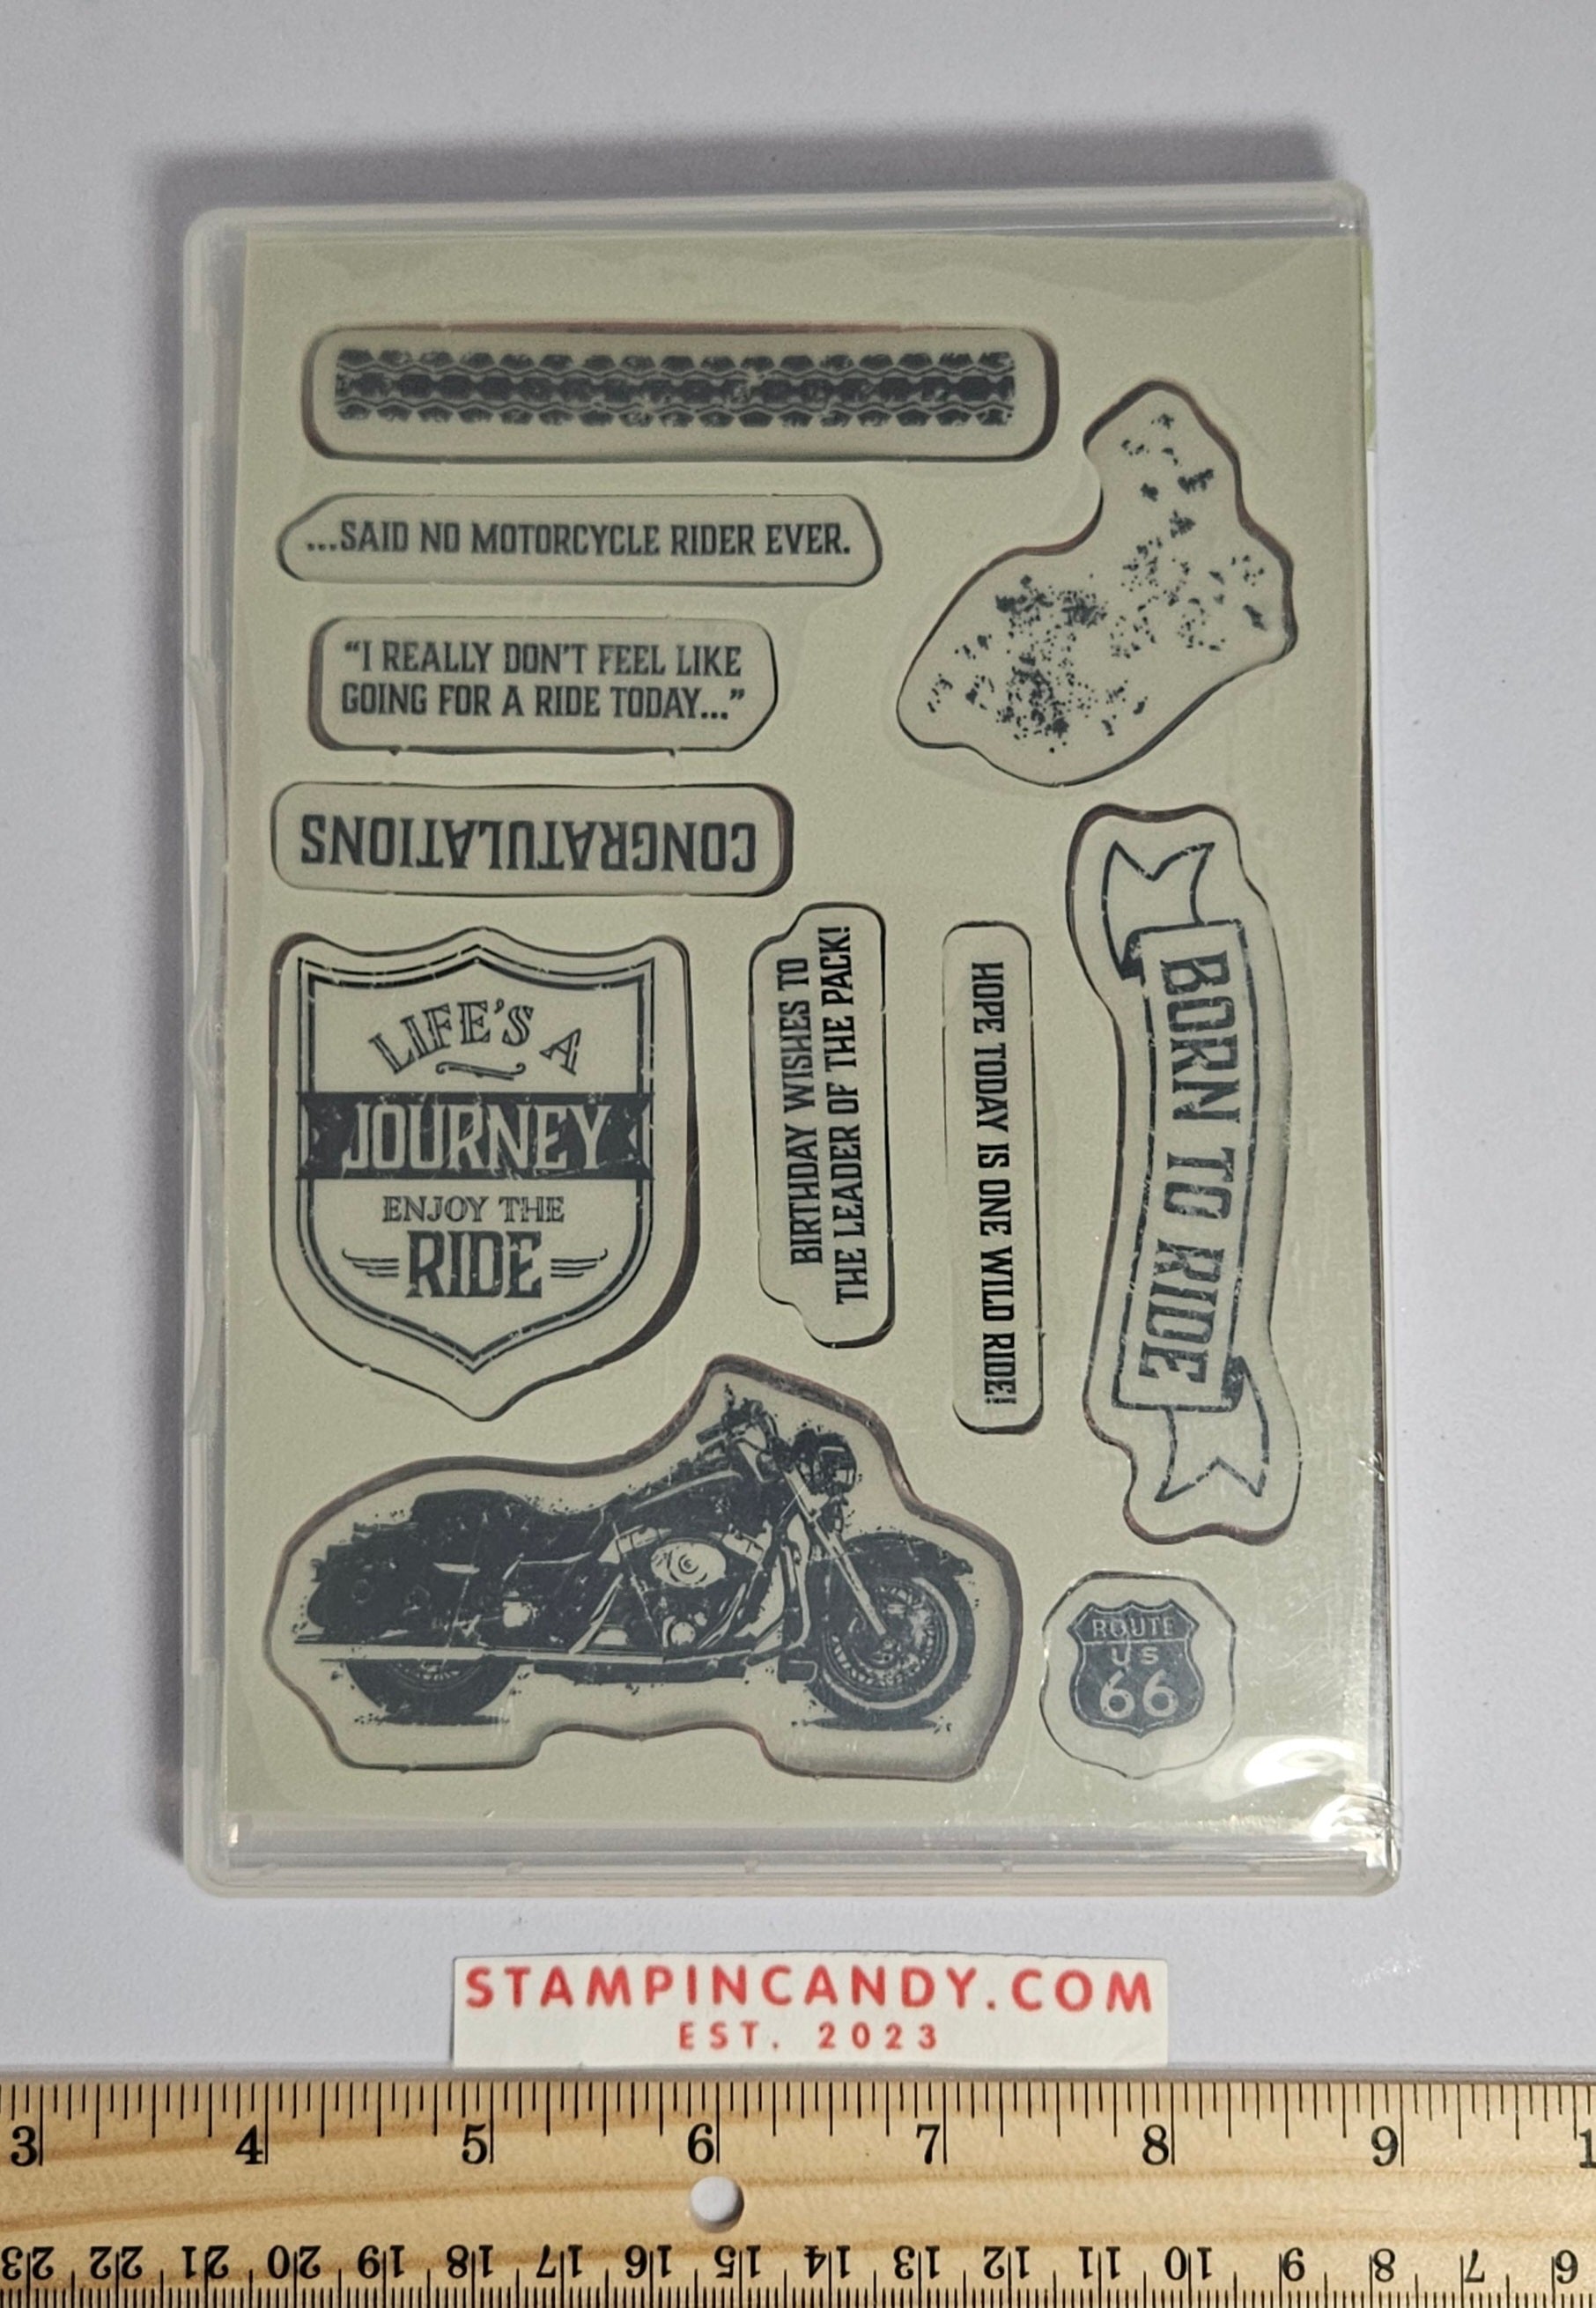 ...SAID NO MOTORCYCLE RIDER EVER.
“I REALLY DON'T FEEL LIKE
GOING FOR A RIDE TODAY...”
CONGRATULATIONS
LIFE'S A
JOURNEY
ENJOY THE
RIDE
BIRTHDAY WISHES TO
THE LEADER OF THE PACK!
HOPE TODAY IS ONE WILD RIDE!
BORN TO RIDE
ROUTE
US
66
STAMPINCANDY.COM
EST. 2023
3 4 5 6 7 8 9 1
23 22 21 20 19 18 17 16 15 14 13 12 11 10 9 8 7 6